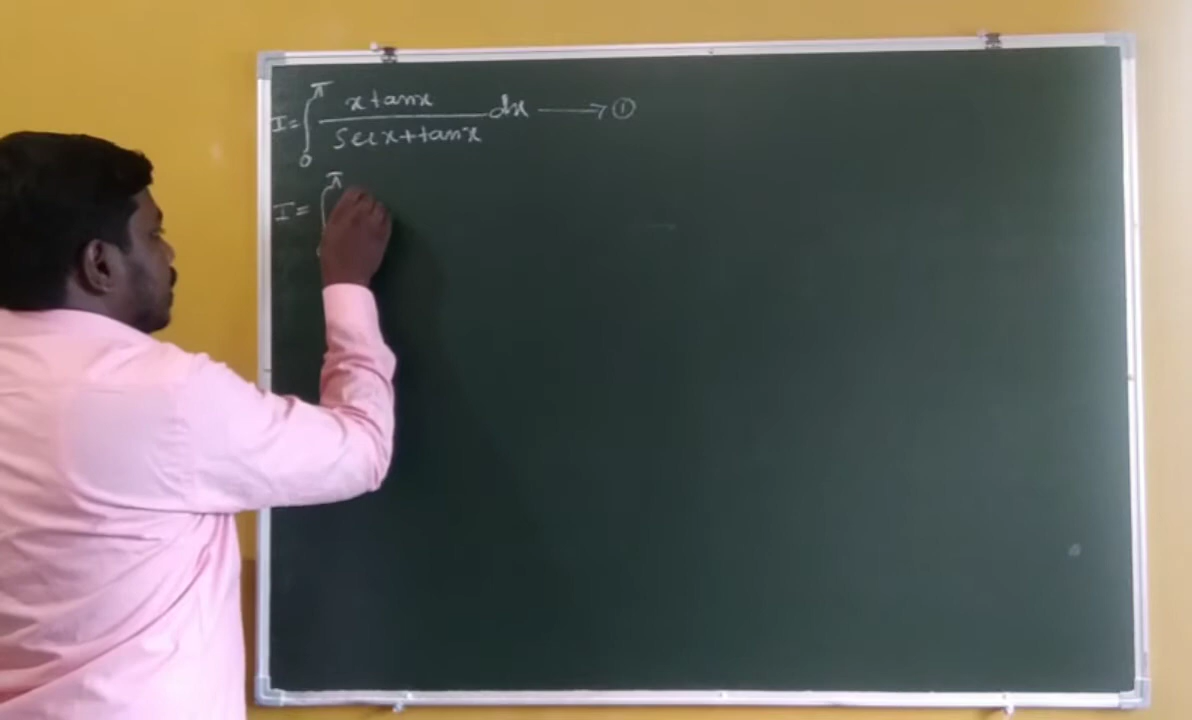 I = ∫₀^π x tanx / (secx + tanx) dx ⟶ ①
I = ∫₀^π